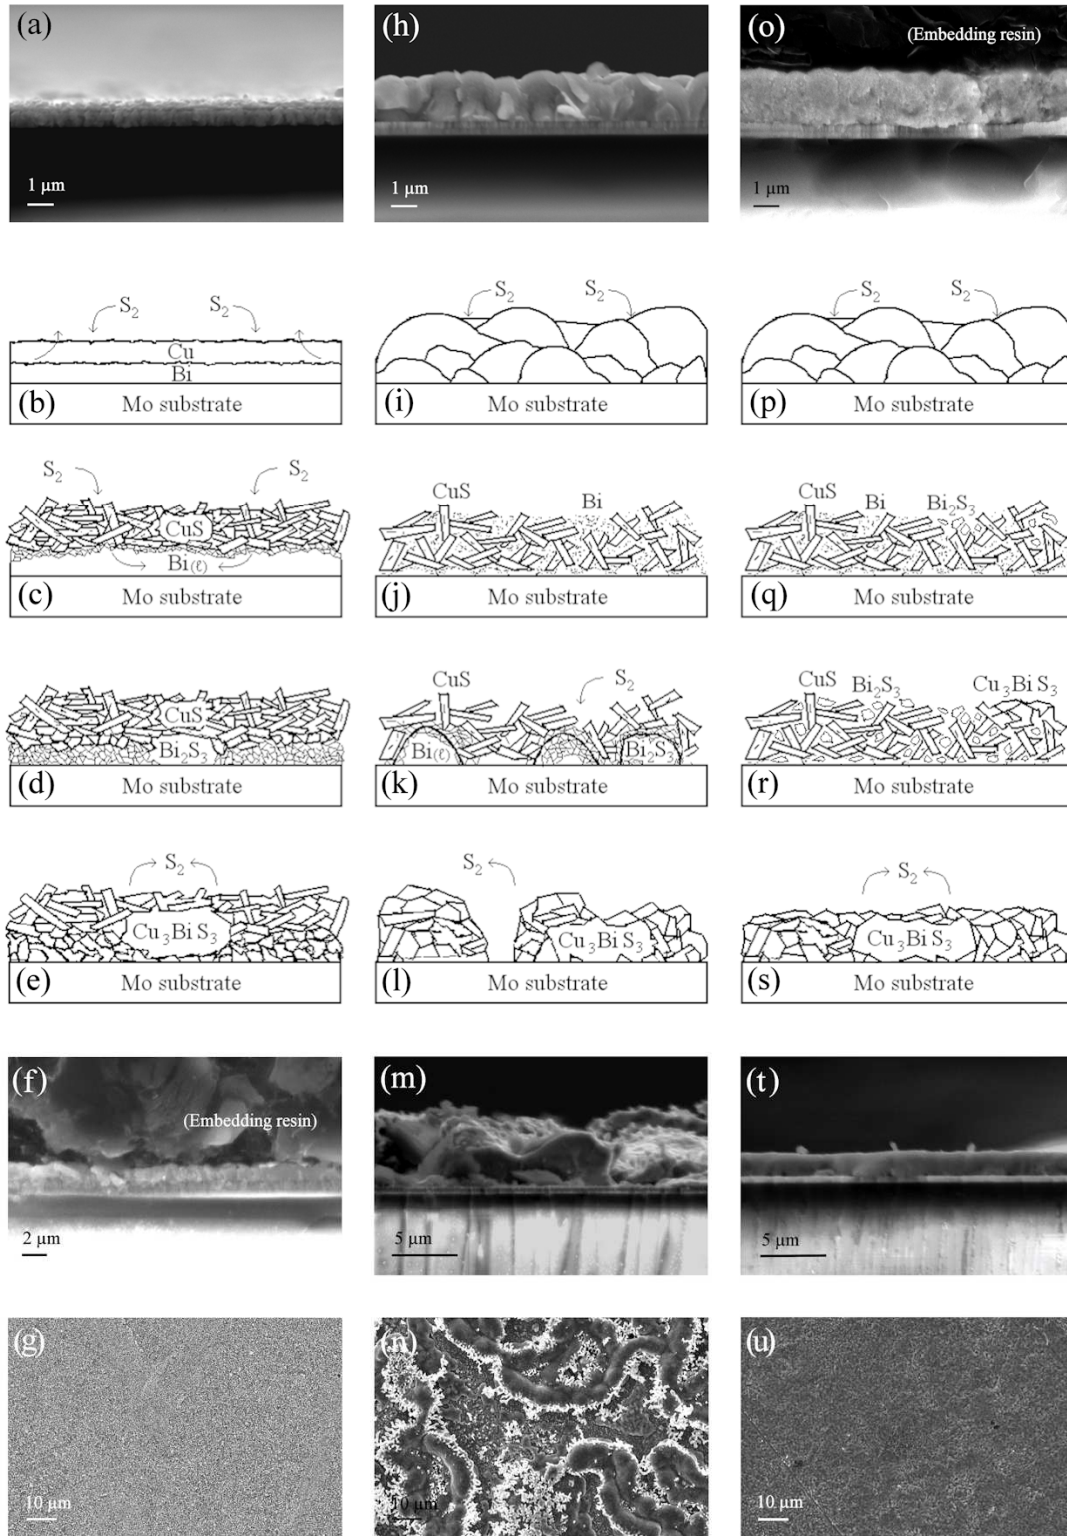 (a) (h) (o) (Embedding resin)
1 μm 1 μm 1 μm
S₂ S₂ S₂ S₂ S₂ S₂
Cu
Bi
(b) Mo substrate (i) Mo substrate (p) Mo substrate
S₂ S₂ CuS Bi CuS Bi Bi₂S₃
CuS
Bi(ℓ)
(c) Mo substrate (j) Mo substrate (q) Mo substrate
CuS CuS S₂ CuS Bi₂S₃ Cu₃BiS₃
Bi₂S₃ Bi(ℓ) Bi₂S₃
(d) Mo substrate (k) Mo substrate (r) Mo substrate
S₂ S₂ S₂
Cu₃BiS₃ Cu₃BiS₃ Cu₃BiS₃
(e) Mo substrate (l) Mo substrate (s) Mo substrate
(f) (m) (t)
(Embedding resin)
2 μm 5 μm 5 μm
(g) (n) (u)
10 μm 10 μm 10 μm